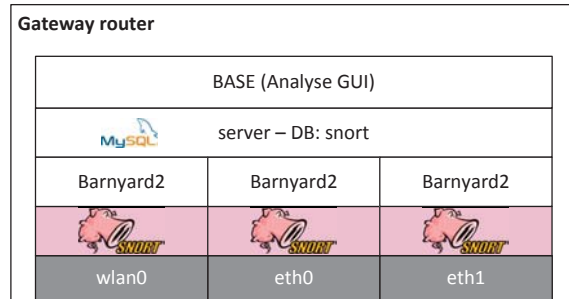 Gateway router
BASE (Analyse GUI)
MySQL server – DB: snort
Barnyard2 Barnyard2 Barnyard2
SNORT SNORT SNORT
wlan0 eth0 eth1